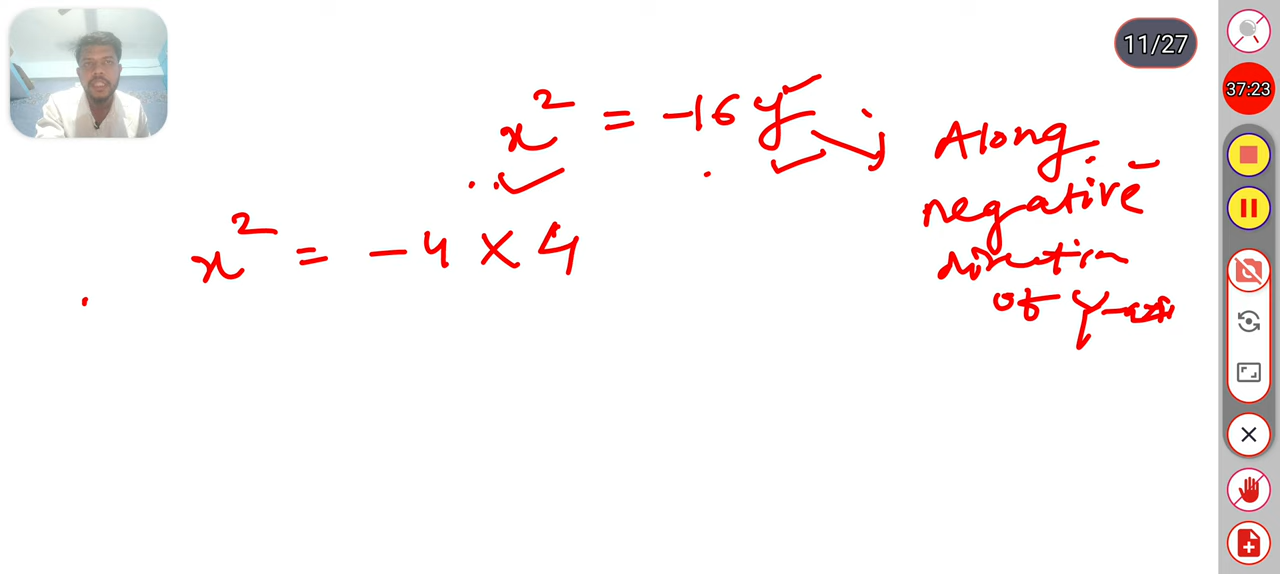 11/27
37:23
x² = -16y
Along
negative
direction
of Y-axis
x² = -4 × 4